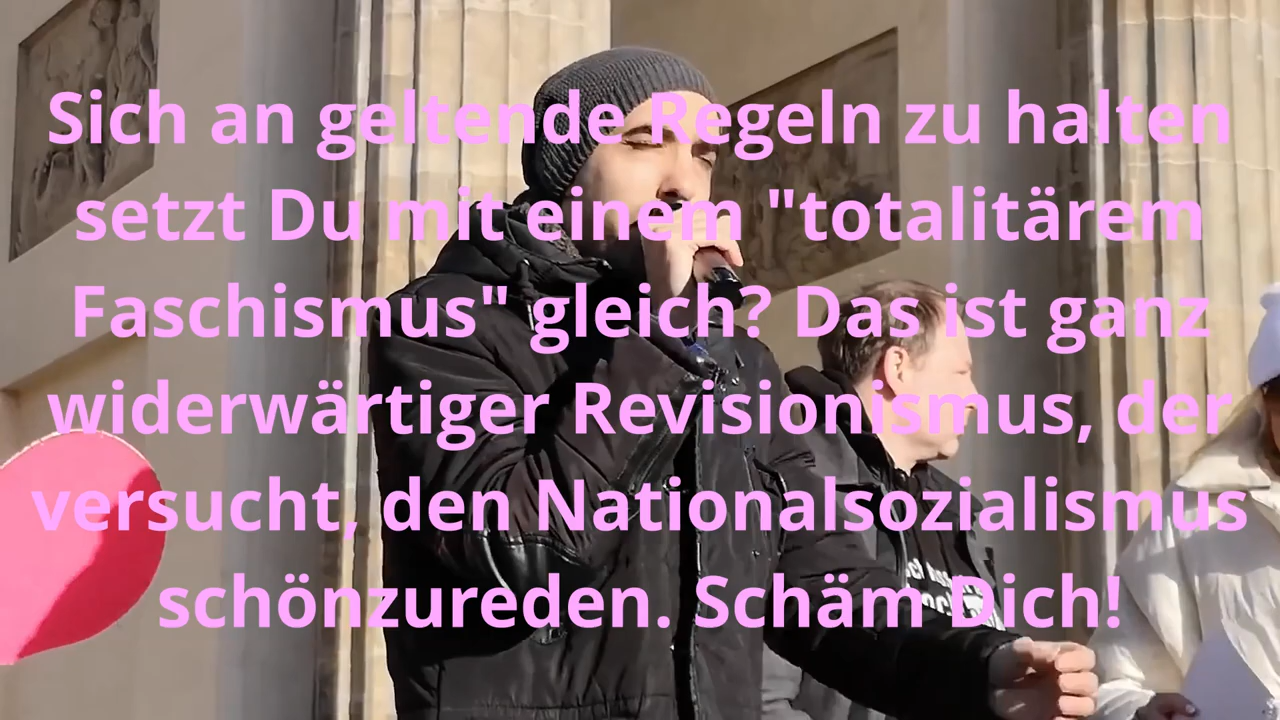 Sich an geltende Regeln zu halten
setzt Du mit einem "totalitärem
Faschismus" gleich? Das ist ganz
widerwärtiger Revisionismus, der
versucht, den Nationalsozialismus
schönzureden. Schäm Dich!